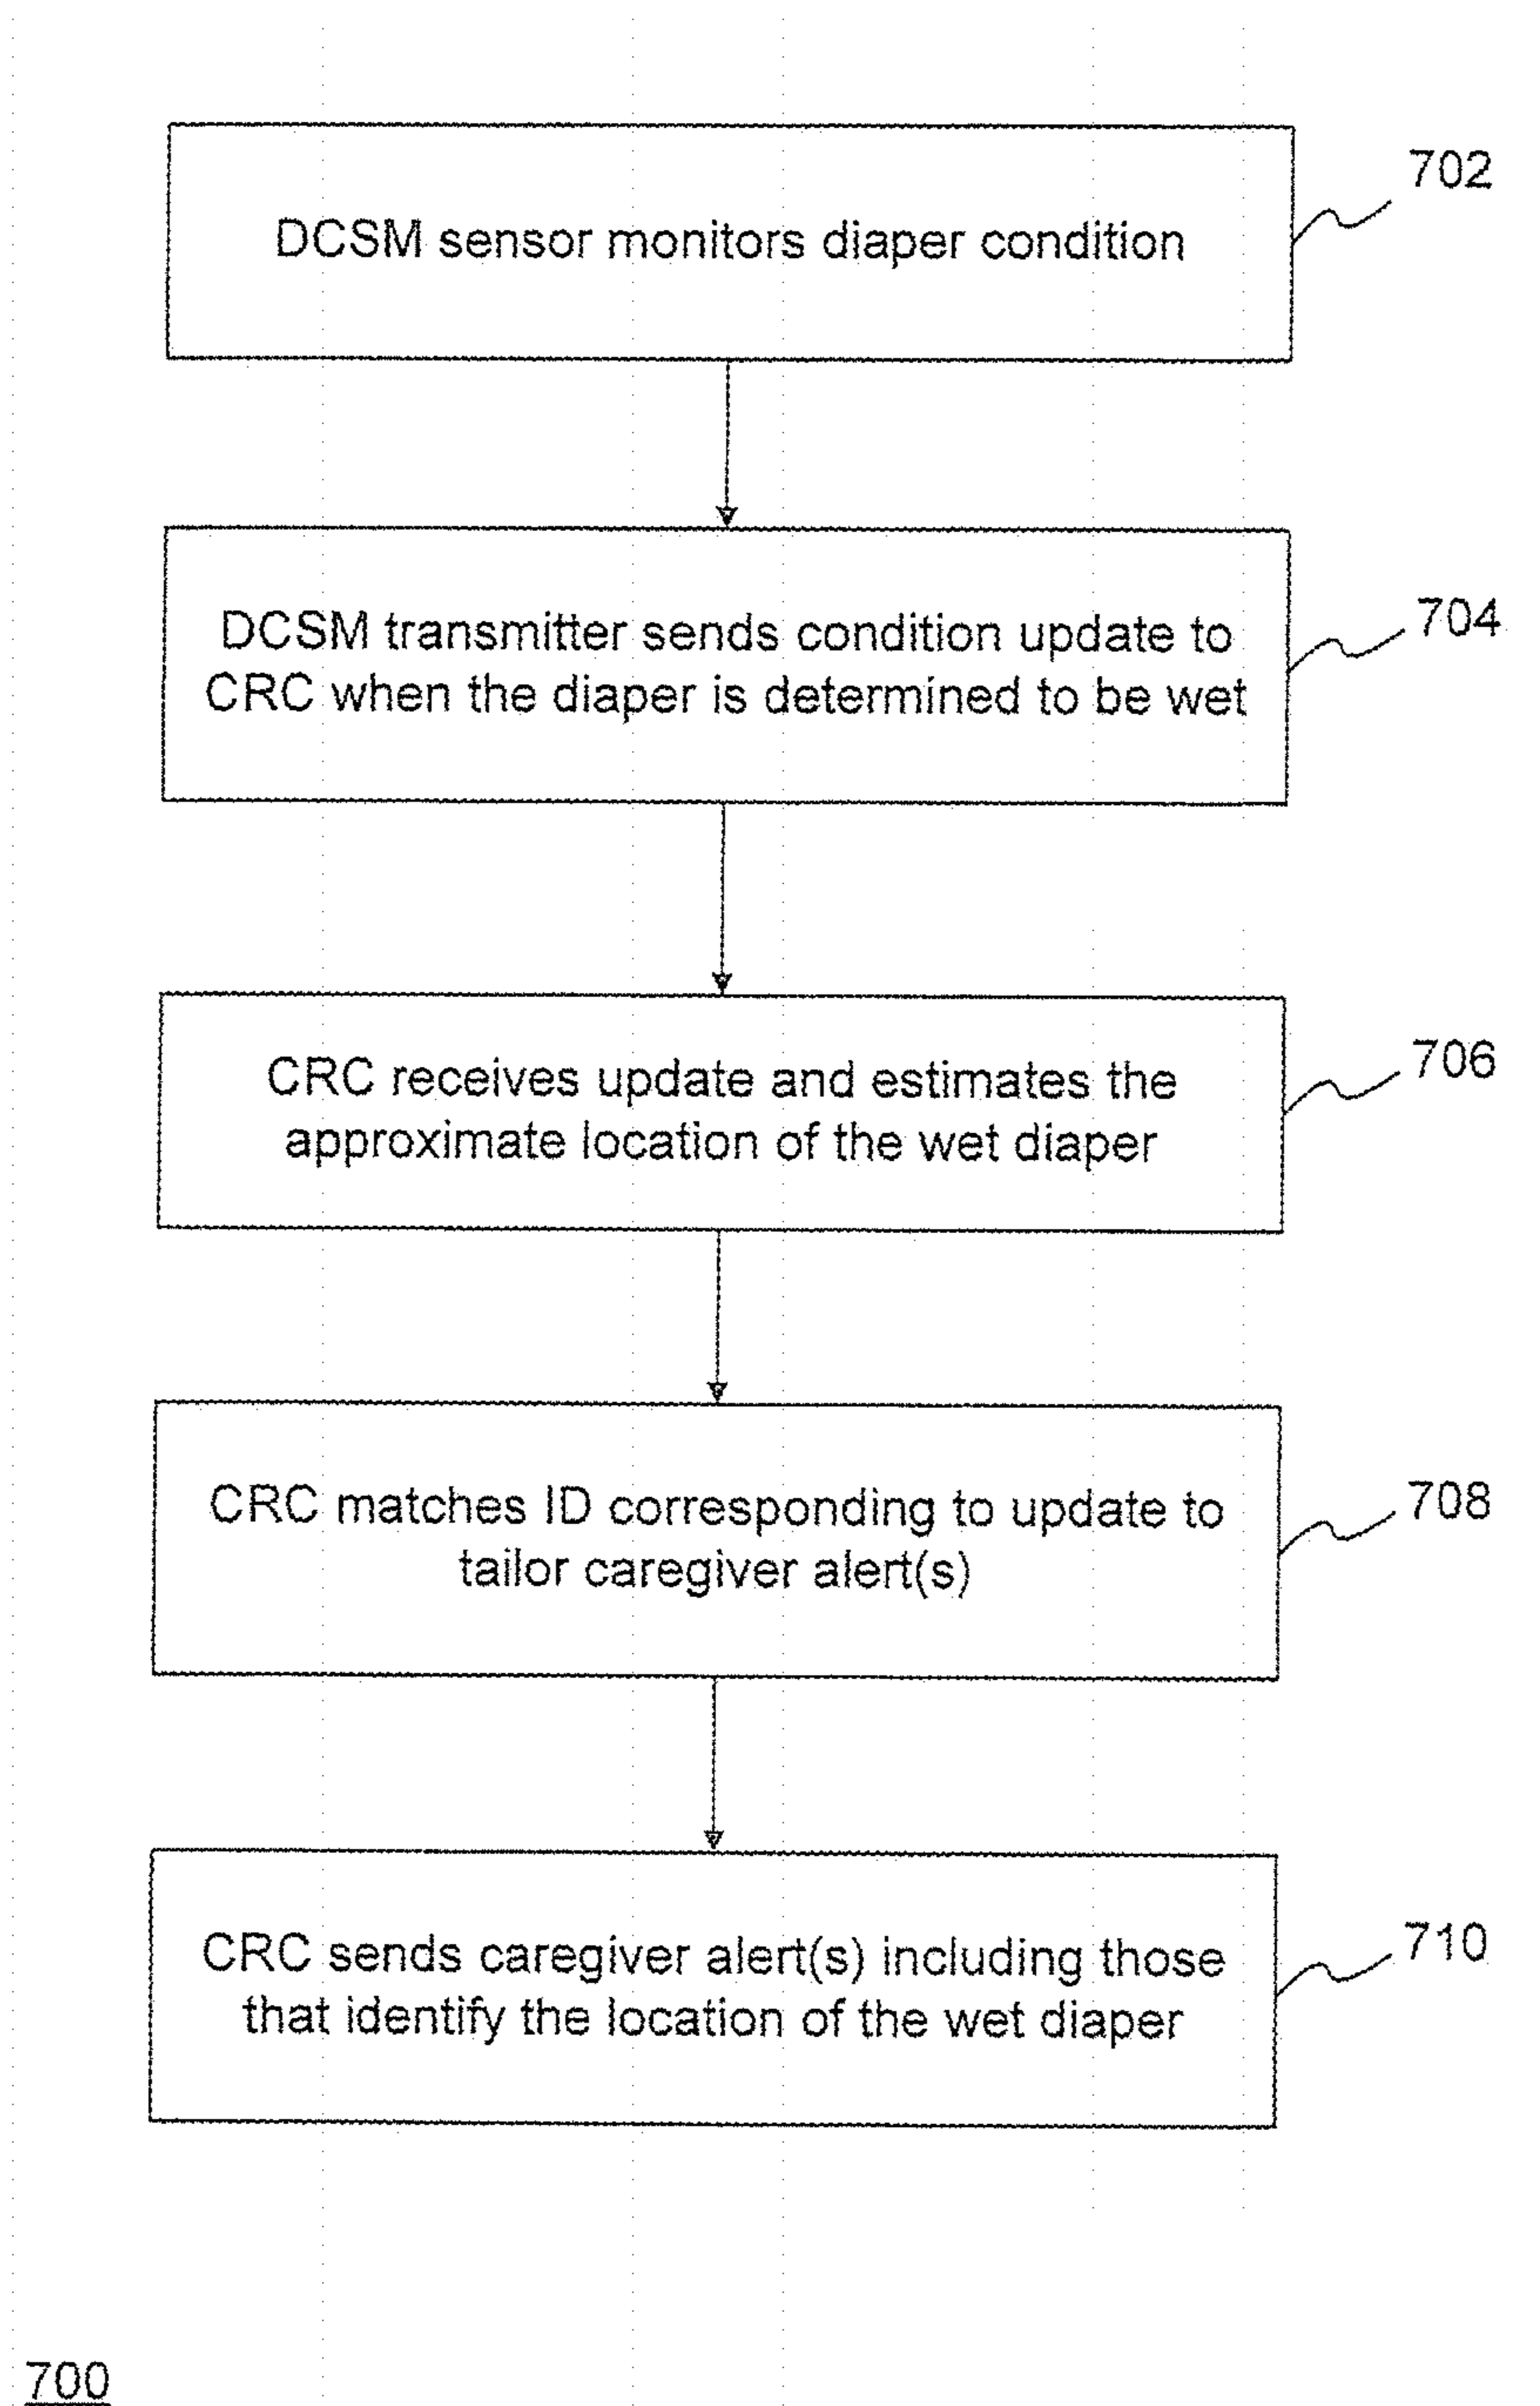 DCSM sensor monitors diaper condition
702
DCSM transmitter sends condition update to
CRC when the diaper is determined to be wet
704
CRC receives update and estimates the
approximate location of the wet diaper
706
CRC matches ID corresponding to update to
tailor caregiver alert(s)
708
CRC sends caregiver alert(s) including those
that identify the location of the wet diaper
710
700